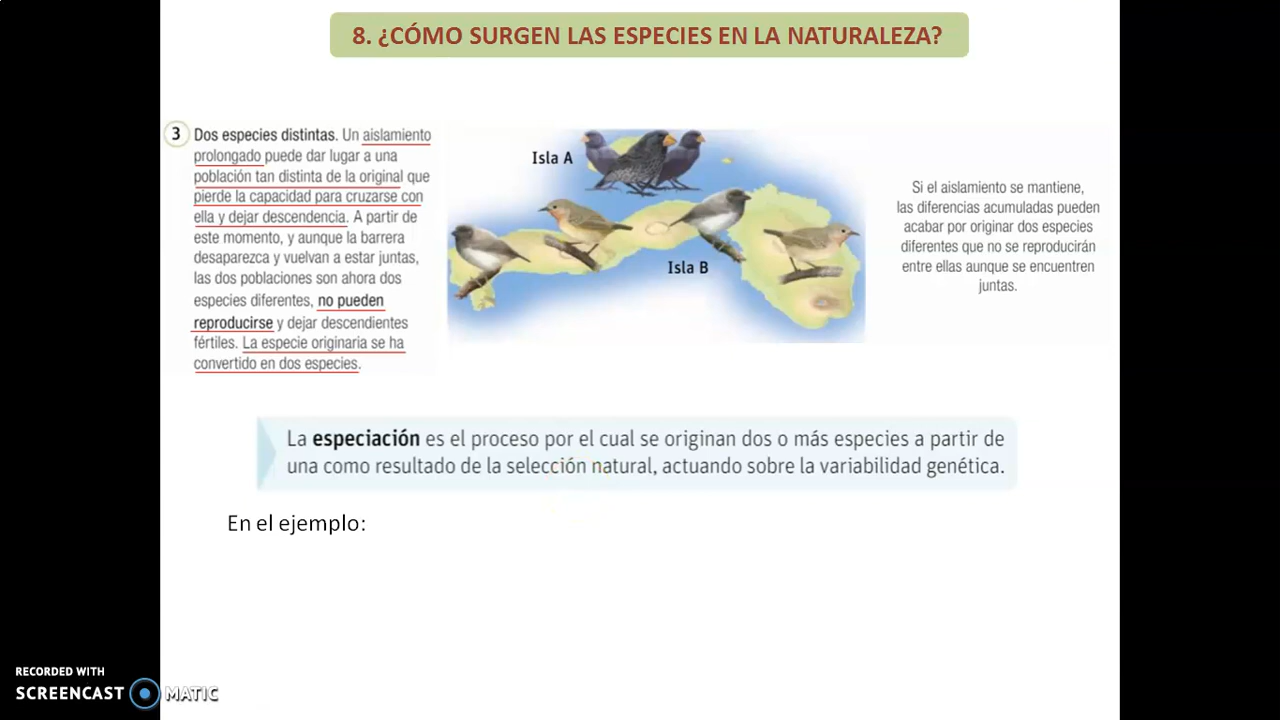 8. ¿CÓMO SURGEN LAS ESPECIES EN LA NATURALEZA?
3 Dos especies distintas. Un aislamiento
prolongado puede dar lugar a una
población tan distinta de la original que
pierde la capacidad para cruzarse con
ella y dejar descendencia. A partir de
este momento, y aunque la barrera
desaparezca y vuelvan a estar juntas,
las dos poblaciones son ahora dos
especies diferentes, no pueden
reproducirse y dejar descendientes
fértiles. La especie originaria se ha
convertido en dos especies.
Isla A
Isla B
Si el aislamiento se mantiene,
las diferencias acumuladas pueden
acabar por originar dos especies
diferentes que no se reproducirán
entre ellas aunque se encuentren
juntas.
La especiación es el proceso por el cual se originan dos o más especies a partir de
una como resultado de la selección natural, actuando sobre la variabilidad genética.
En el ejemplo:
RECORDED WITH
SCREENCAST MATIC